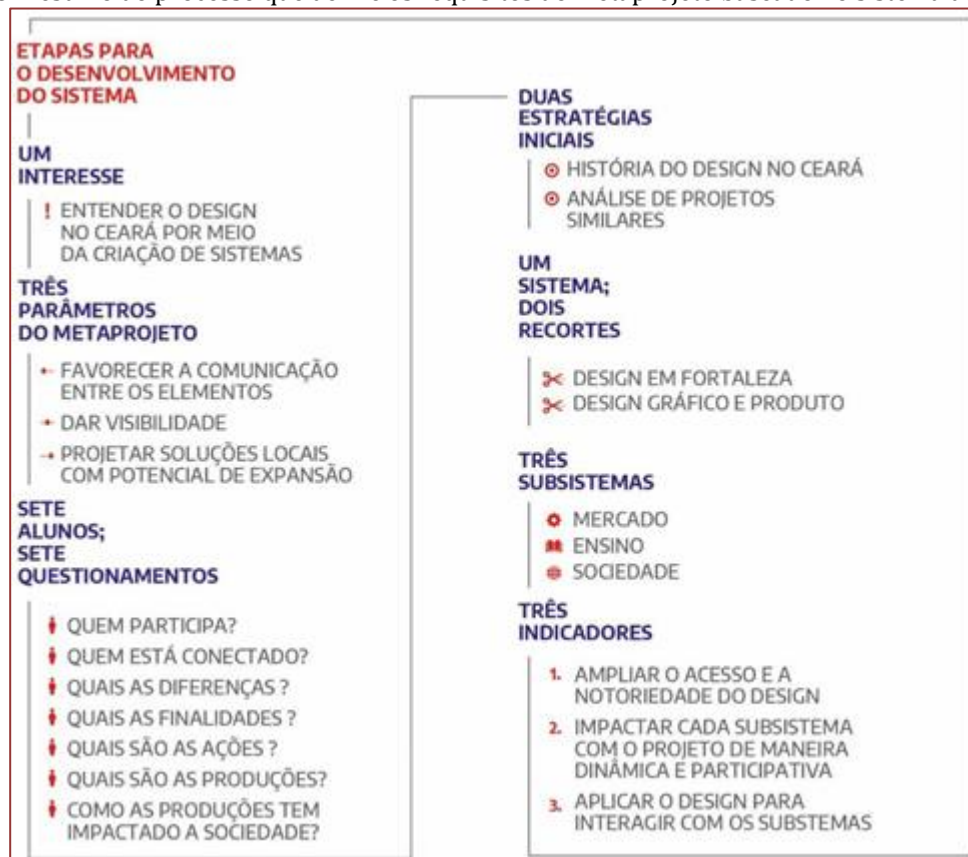 ETAPAS PARA
O DESENVOLVIMENTO
DO SISTEMA
UM
INTERESSE
! ENTENDER O DESIGN
NO CEARÁ POR MEIO
DA CRIAÇÃO DE SISTEMAS
TRÊS
PARÂMETROS
DO METAPROJETO
FAVORECER A COMUNICAÇÃO
ENTRE OS ELEMENTOS
DAR VISIBILIDADE
PROJETAR SOLUÇÕES LOCAIS
COM POTENCIAL DE EXPANSÃO
SETE
ALUNOS;
SETE
QUESTIONAMENTOS
QUEM PARTICIPA?
QUEM ESTÁ CONECTADO?
QUAIS AS DIFERENÇAS ?
QUAIS AS FINALIDADES ?
QUAIS SÃO AS AÇÕES ?
QUAIS SÃO AS PRODUÇÕES?
COMO AS PRODUÇÕES TEM
IMPACTADO A SOCIEDADE?
DUAS
ESTRATÉGIAS
INICIAIS
HISTÓRIA DO DESIGN NO CEARÁ
ANÁLISE DE PROJETOS
SIMILARES
UM
SISTEMA;
DOIS
RECORTES
DESIGN EM FORTALEZA
DESIGN GRÁFICO E PRODUTO
TRÊS
SUBSISTEMAS
MERCADO
ENSINO
SOCIEDADE
TRÊS
INDICADORES
1. AMPLIAR O ACESSO E A
NOTORIEDADE DO DESIGN
2. IMPACTAR CADA SUBSISTEMA
COM O PROJETO DE MANEIRA
DINÂMICA E PARTICIPATIVA
3. APLICAR O DESIGN PARA
INTERAGIR COM OS SUBSTEMAS